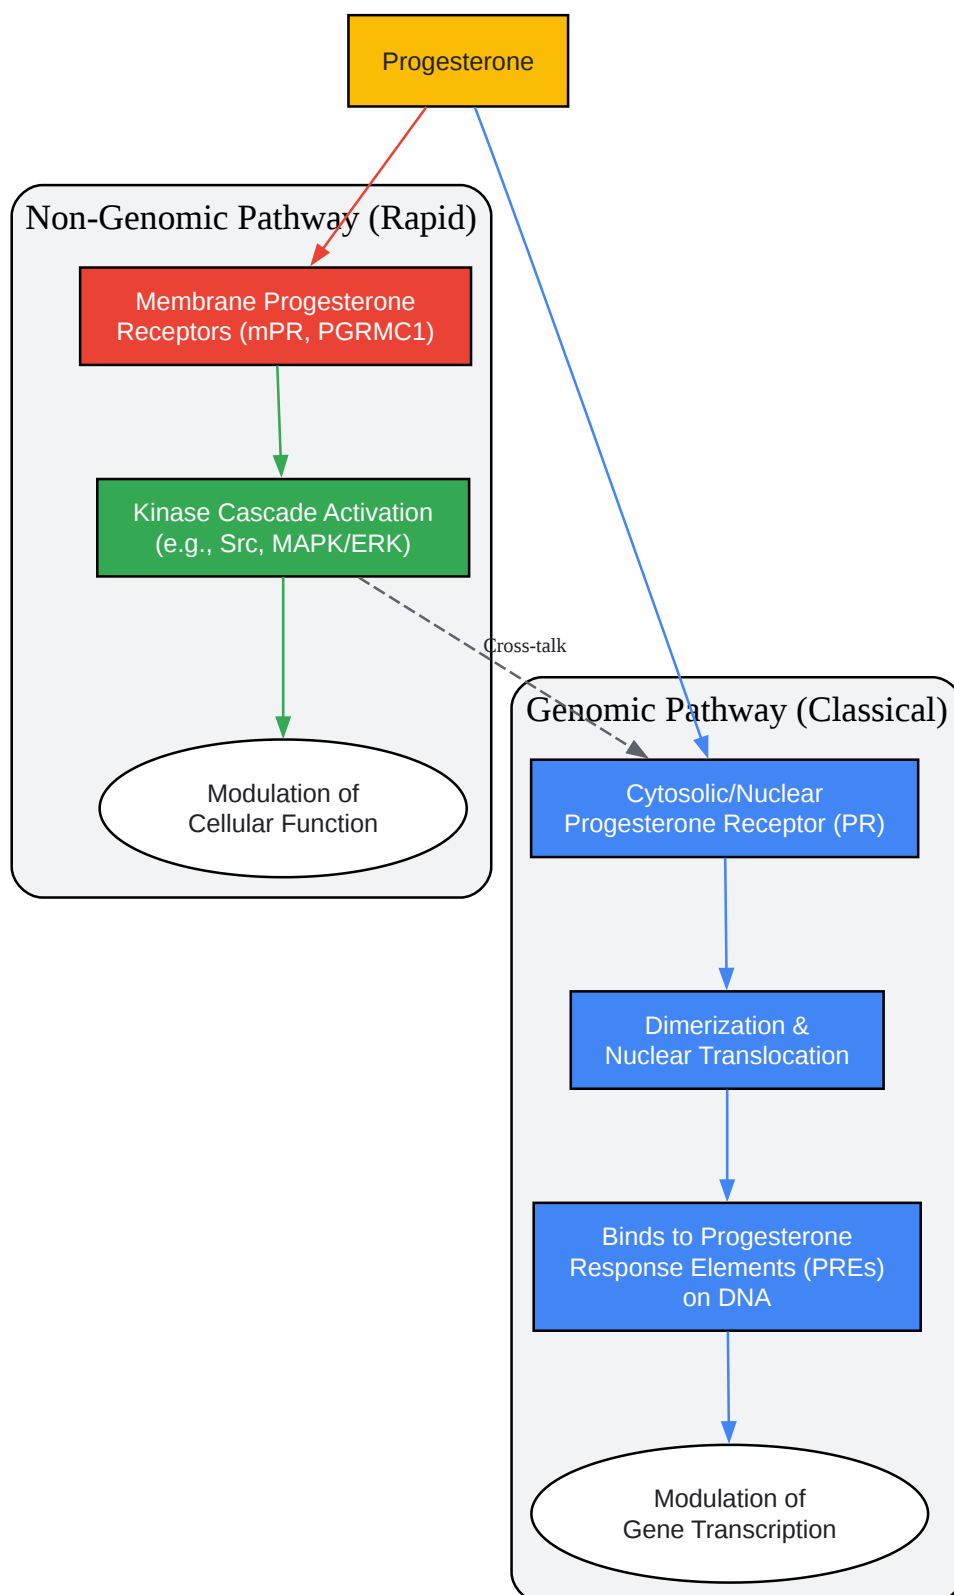 Progesterone
Non-Genomic Pathway (Rapid)
Membrane Progesterone
Receptors (mPR, PGRMC1)
Kinase Cascade Activation
(e.g., Src, MAPK/ERK)
Cross-talk
Modulation of
Cellular Function
Genomic Pathway (Classical)
Cytosolic/Nuclear
Progesterone Receptor (PR)
Dimerization &
Nuclear Translocation
Binds to Progesterone
Response Elements (PREs)
on DNA
Modulation of
Gene Transcription